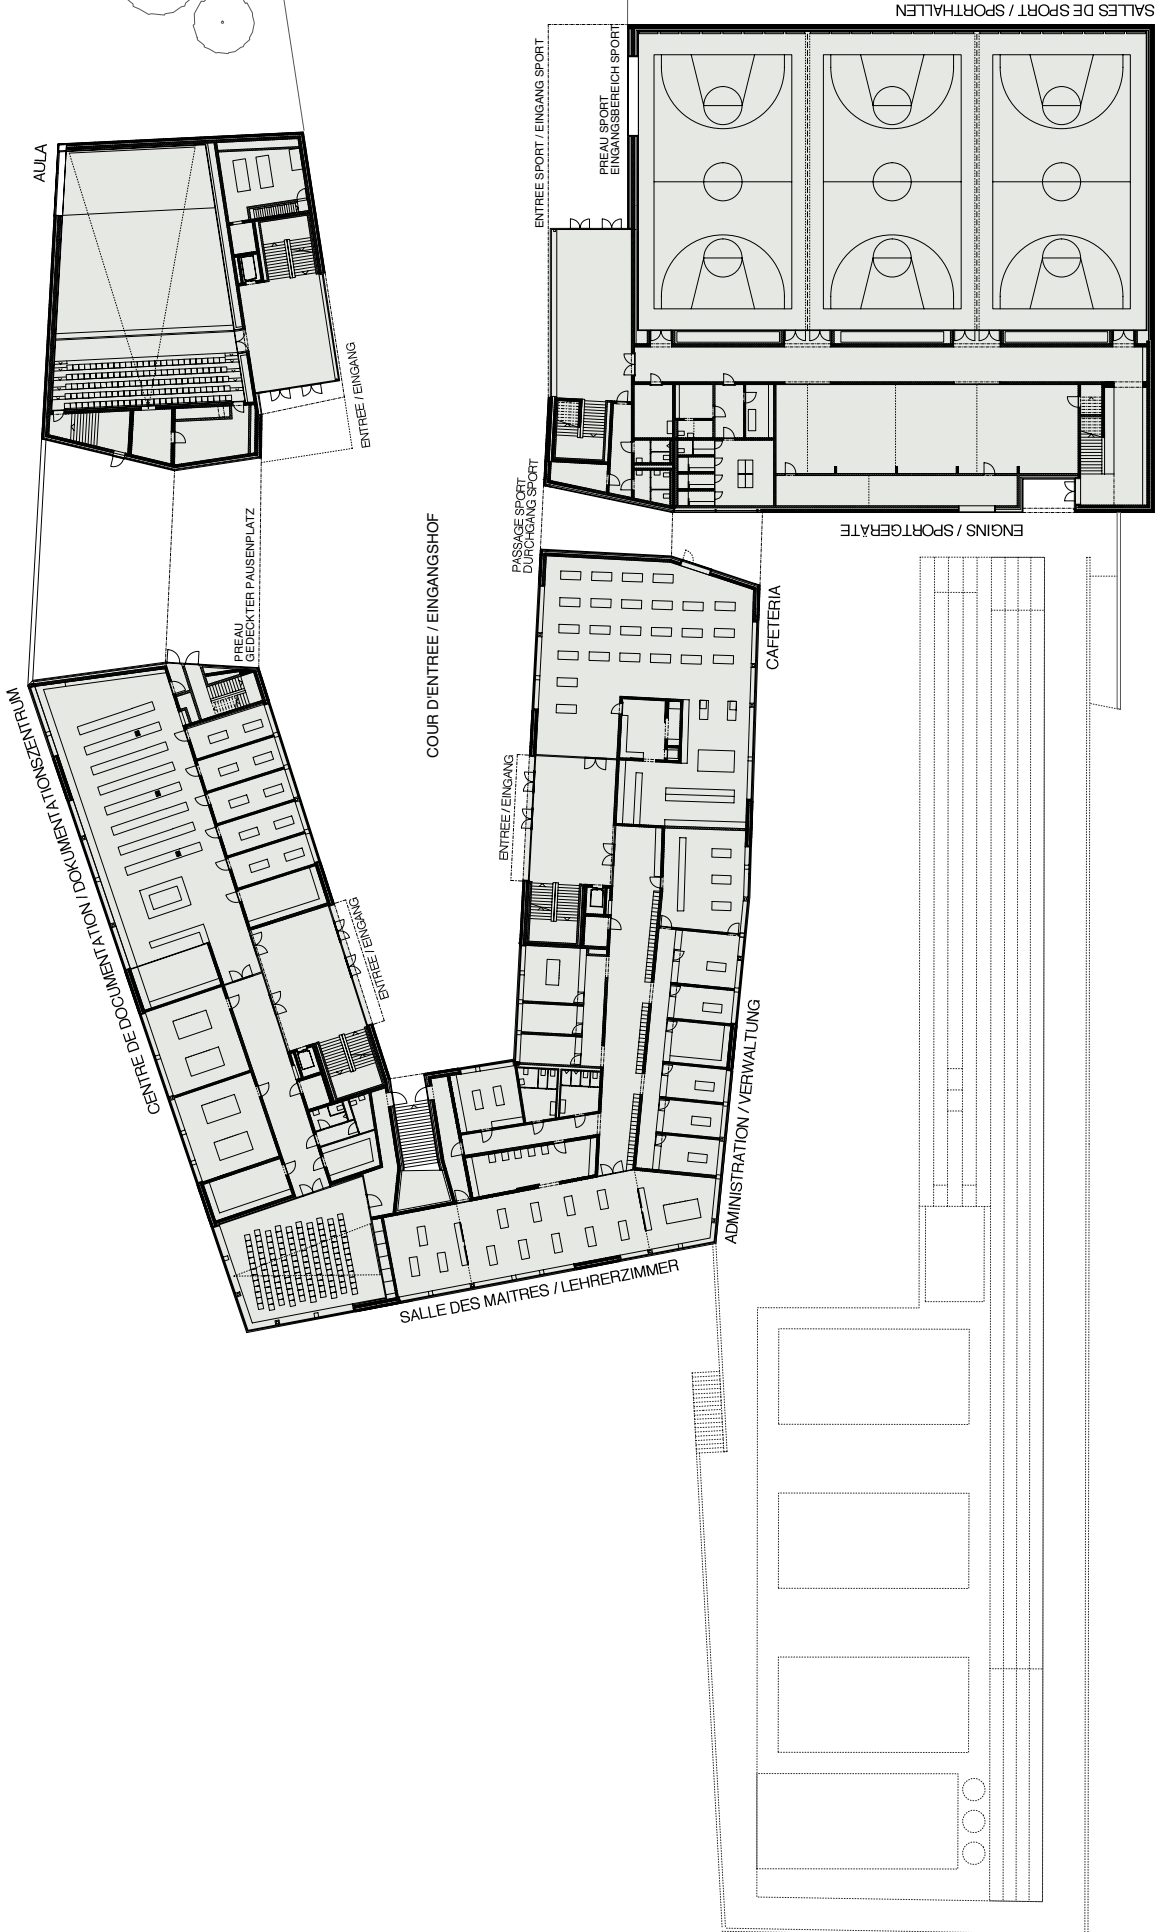 SALLES DE SPORT / SPORTHALLEN
AULA
ENTREE SPORT / EINGANG SPORT
PREAU SPORT
EINGANGSBEREICH SPORT
ENTREE / EINGANG
PASSAGE SPORT
DURCHGANG SPORT
ENGINS / SPORTGERÄTE
PREAU
GEDECKTER PAUSENPLATZ
COUR D'ENTREE / EINGANGSHOF
CAFETERIA
CENTRE DE DOCUMENTATION / DOKUMENTATIONSZENTRUM
ENTREE / EINGANG
ENTREE / EINGANG
ADMINISTRATION / VERWALTUNG
SALLE DES MAITRES / LEHRERZIMMER